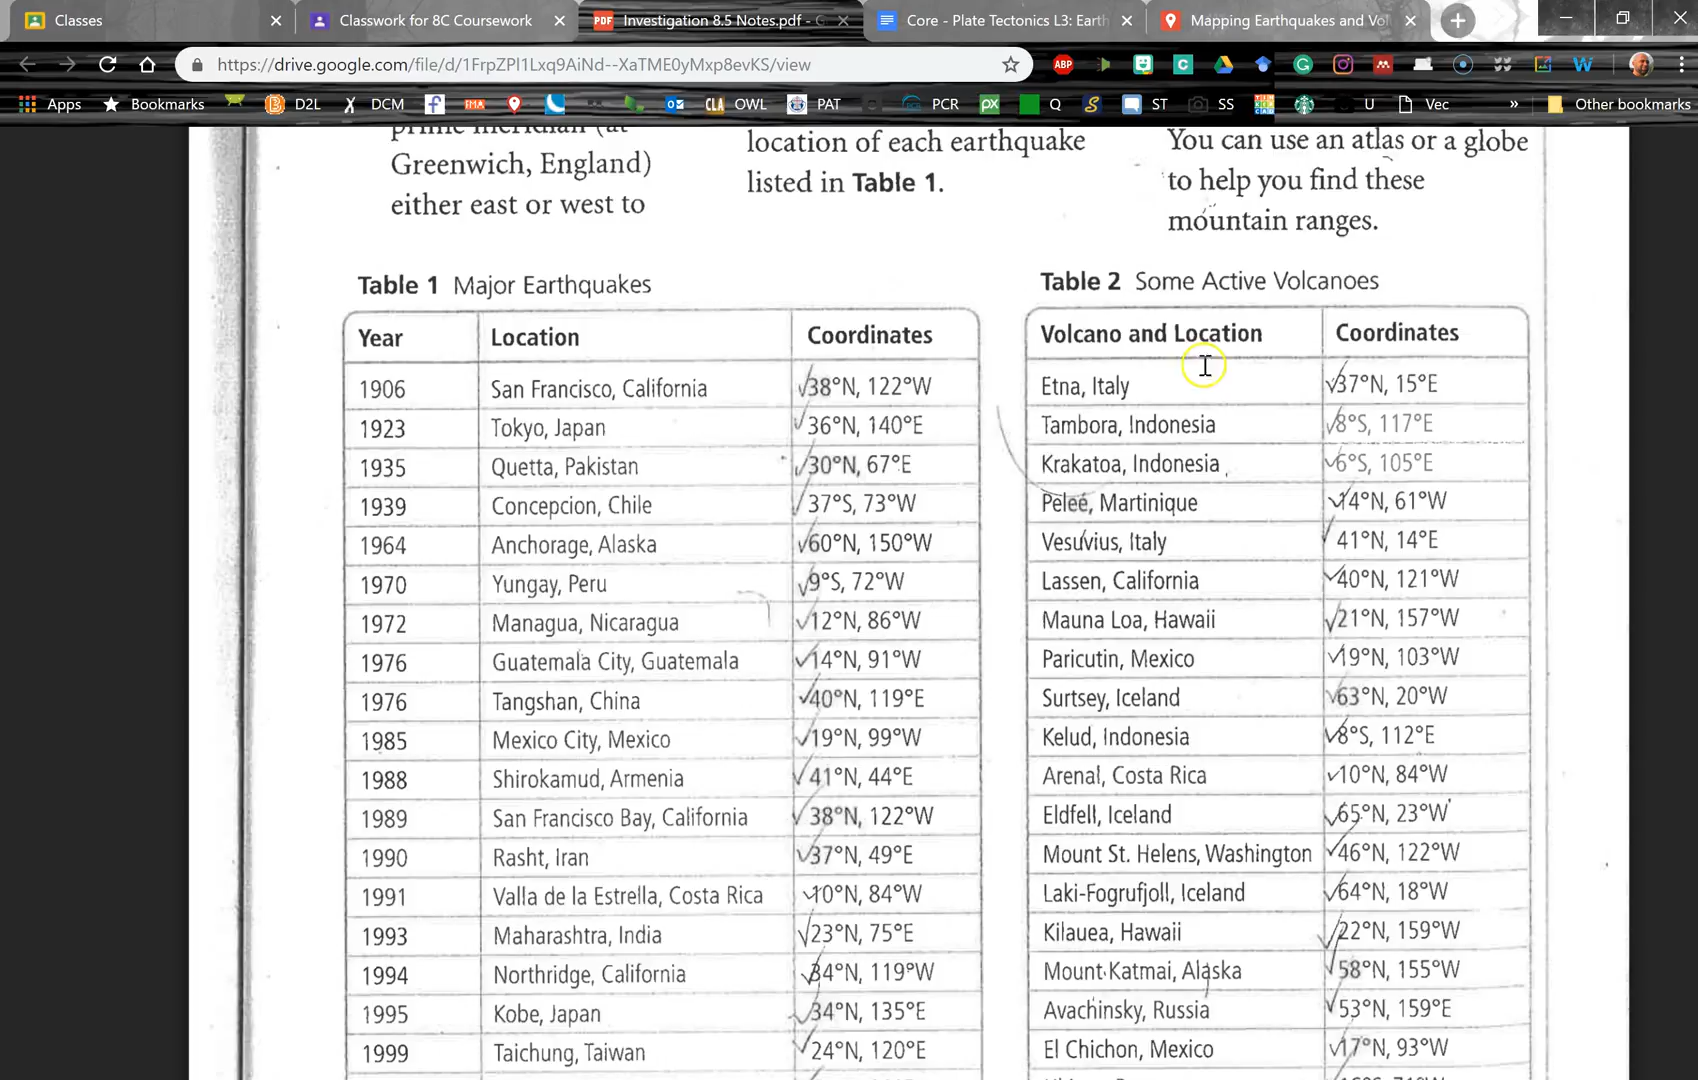 Classes
Classwork for 8C Coursework
Investigation 8.5 Notes.pdf - G
Core - Plate Tectonics L3: Earth
Mapping Earthquakes and Vol
https://drive.google.com/file/d/1FrpZPl1Lxq9AiNd--XaTME0yMxp8evKS/view
Apps
Bookmarks
D2L
DCM
OWL
PAT
PCR
Q
ST
SS
U
Vec
»
Other bookmarks
prime meridian (at
Greenwich, England)
either east or west to
location of each earthquake
listed in Table 1.
You can use an atlas or a globe
to help you find these
mountain ranges.
Table 1 Major Earthquakes
Year Location Coordinates
1906 San Francisco, California 38°N, 122°W
1923 Tokyo, Japan 36°N, 140°E
1935 Quetta, Pakistan 30°N, 67°E
1939 Concepcion, Chile 37°S, 73°W
1964 Anchorage, Alaska 60°N, 150°W
1970 Yungay, Peru 9°S, 72°W
1972 Managua, Nicaragua 12°N, 86°W
1976 Guatemala City, Guatemala 14°N, 91°W
1976 Tangshan, China 40°N, 119°E
1985 Mexico City, Mexico 19°N, 99°W
1988 Shirokamud, Armenia 41°N, 44°E
1989 San Francisco Bay, California 38°N, 122°W
1990 Rasht, Iran 37°N, 49°E
1991 Valla de la Estrella, Costa Rica 10°N, 84°W
1993 Maharashtra, India 23°N, 75°E
1994 Northridge, California 34°N, 119°W
1995 Kobe, Japan 34°N, 135°E
1999 Taichung, Taiwan 24°N, 120°E
Table 2 Some Active Volcanoes
Volcano and Location Coordinates
Etna, Italy 37°N, 15°E
Tambora, Indonesia 8°S, 117°E
Krakatoa, Indonesia 6°S, 105°E
Peleé, Martinique 14°N, 61°W
Vesuvius, Italy 41°N, 14°E
Lassen, California 40°N, 121°W
Mauna Loa, Hawaii 21°N, 157°W
Paricutin, Mexico 19°N, 103°W
Surtsey, Iceland 63°N, 20°W
Kelud, Indonesia 8°S, 112°E
Arenal, Costa Rica 10°N, 84°W
Eldfell, Iceland 65°N, 23°W
Mount St. Helens, Washington 46°N, 122°W
Laki-Fogrufjoll, Iceland 64°N, 18°W
Kilauea, Hawaii 22°N, 159°W
Mount Katmai, Alaska 58°N, 155°W
Avachinsky, Russia 53°N, 159°E
El Chichon, Mexico 17°N, 93°W